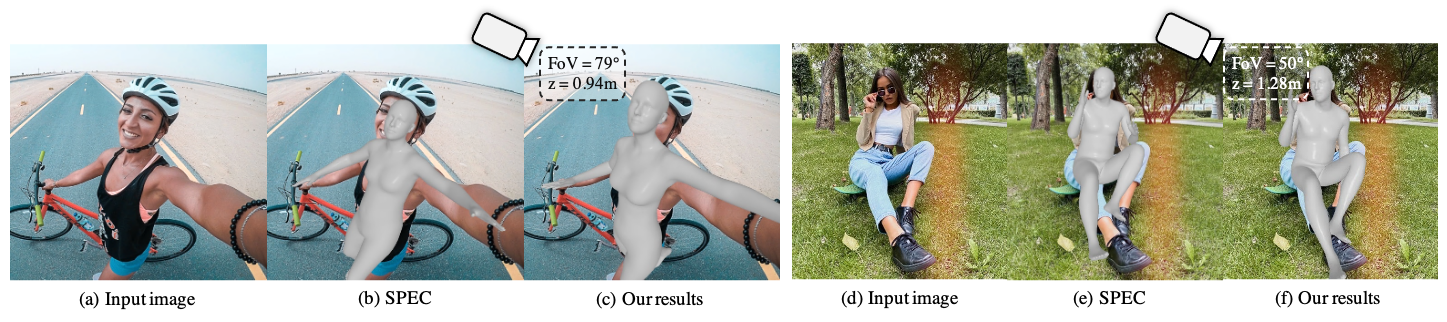 FoV = 79°
z = 0.94m
FoV = 50°
z = 1.28m
(a) Input image
(b) SPEC
(c) Our results
(d) Input image
(e) SPEC
(f) Our results